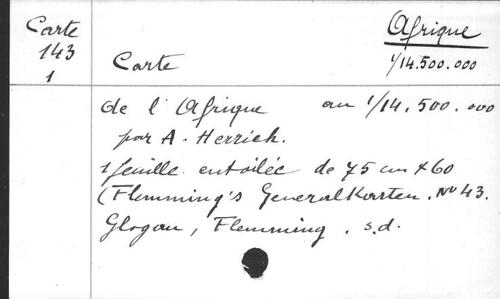 Carte
143
1
Afrique
1/14.500.000
Carte
de l'Afrique au 1/14.500.000
par A. Herrich.
1 feuille entoilée de 75 cm x 60
(Flemming's Generalkarten. No 43.
Glogau, Flemming. s.d.